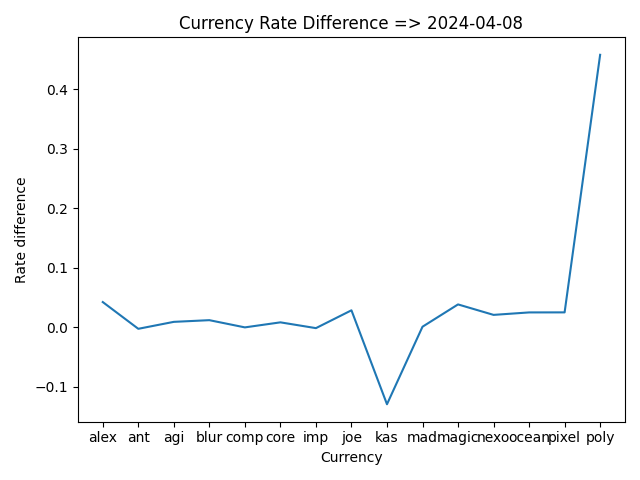 Currency Rate Difference => 2024-04-08
Rate difference
0.4
0.3
0.2
0.1
0.0
−0.1
alex ant agi blur comp core imp joe kas mad magic nexo ocean pixel poly
Currency